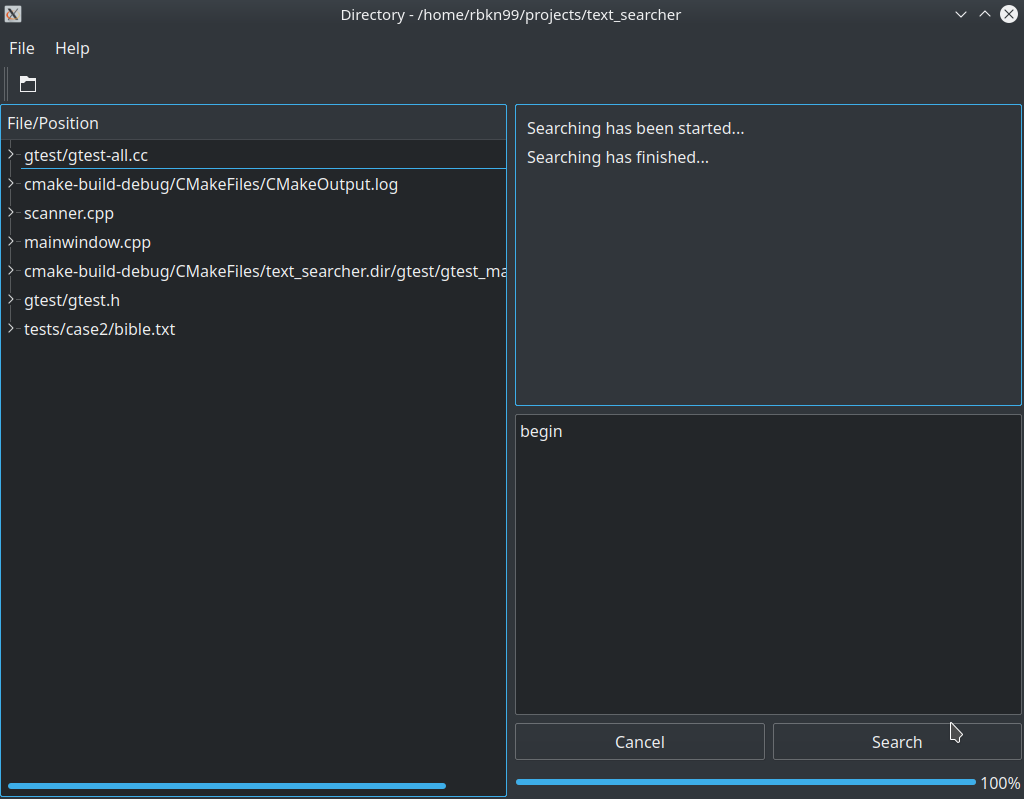 Directory - /home/rbkn99/projects/text_searcher
File Help
File/Position
gtest/gtest-all.cc
cmake-build-debug/CMakeFiles/CMakeOutput.log
scanner.cpp
mainwindow.cpp
cmake-build-debug/CMakeFiles/text_searcher.dir/gtest/gtest_ma
gtest/gtest.h
tests/case2/bible.txt
Searching has been started...
Searching has finished...
begin
Cancel Search
100%